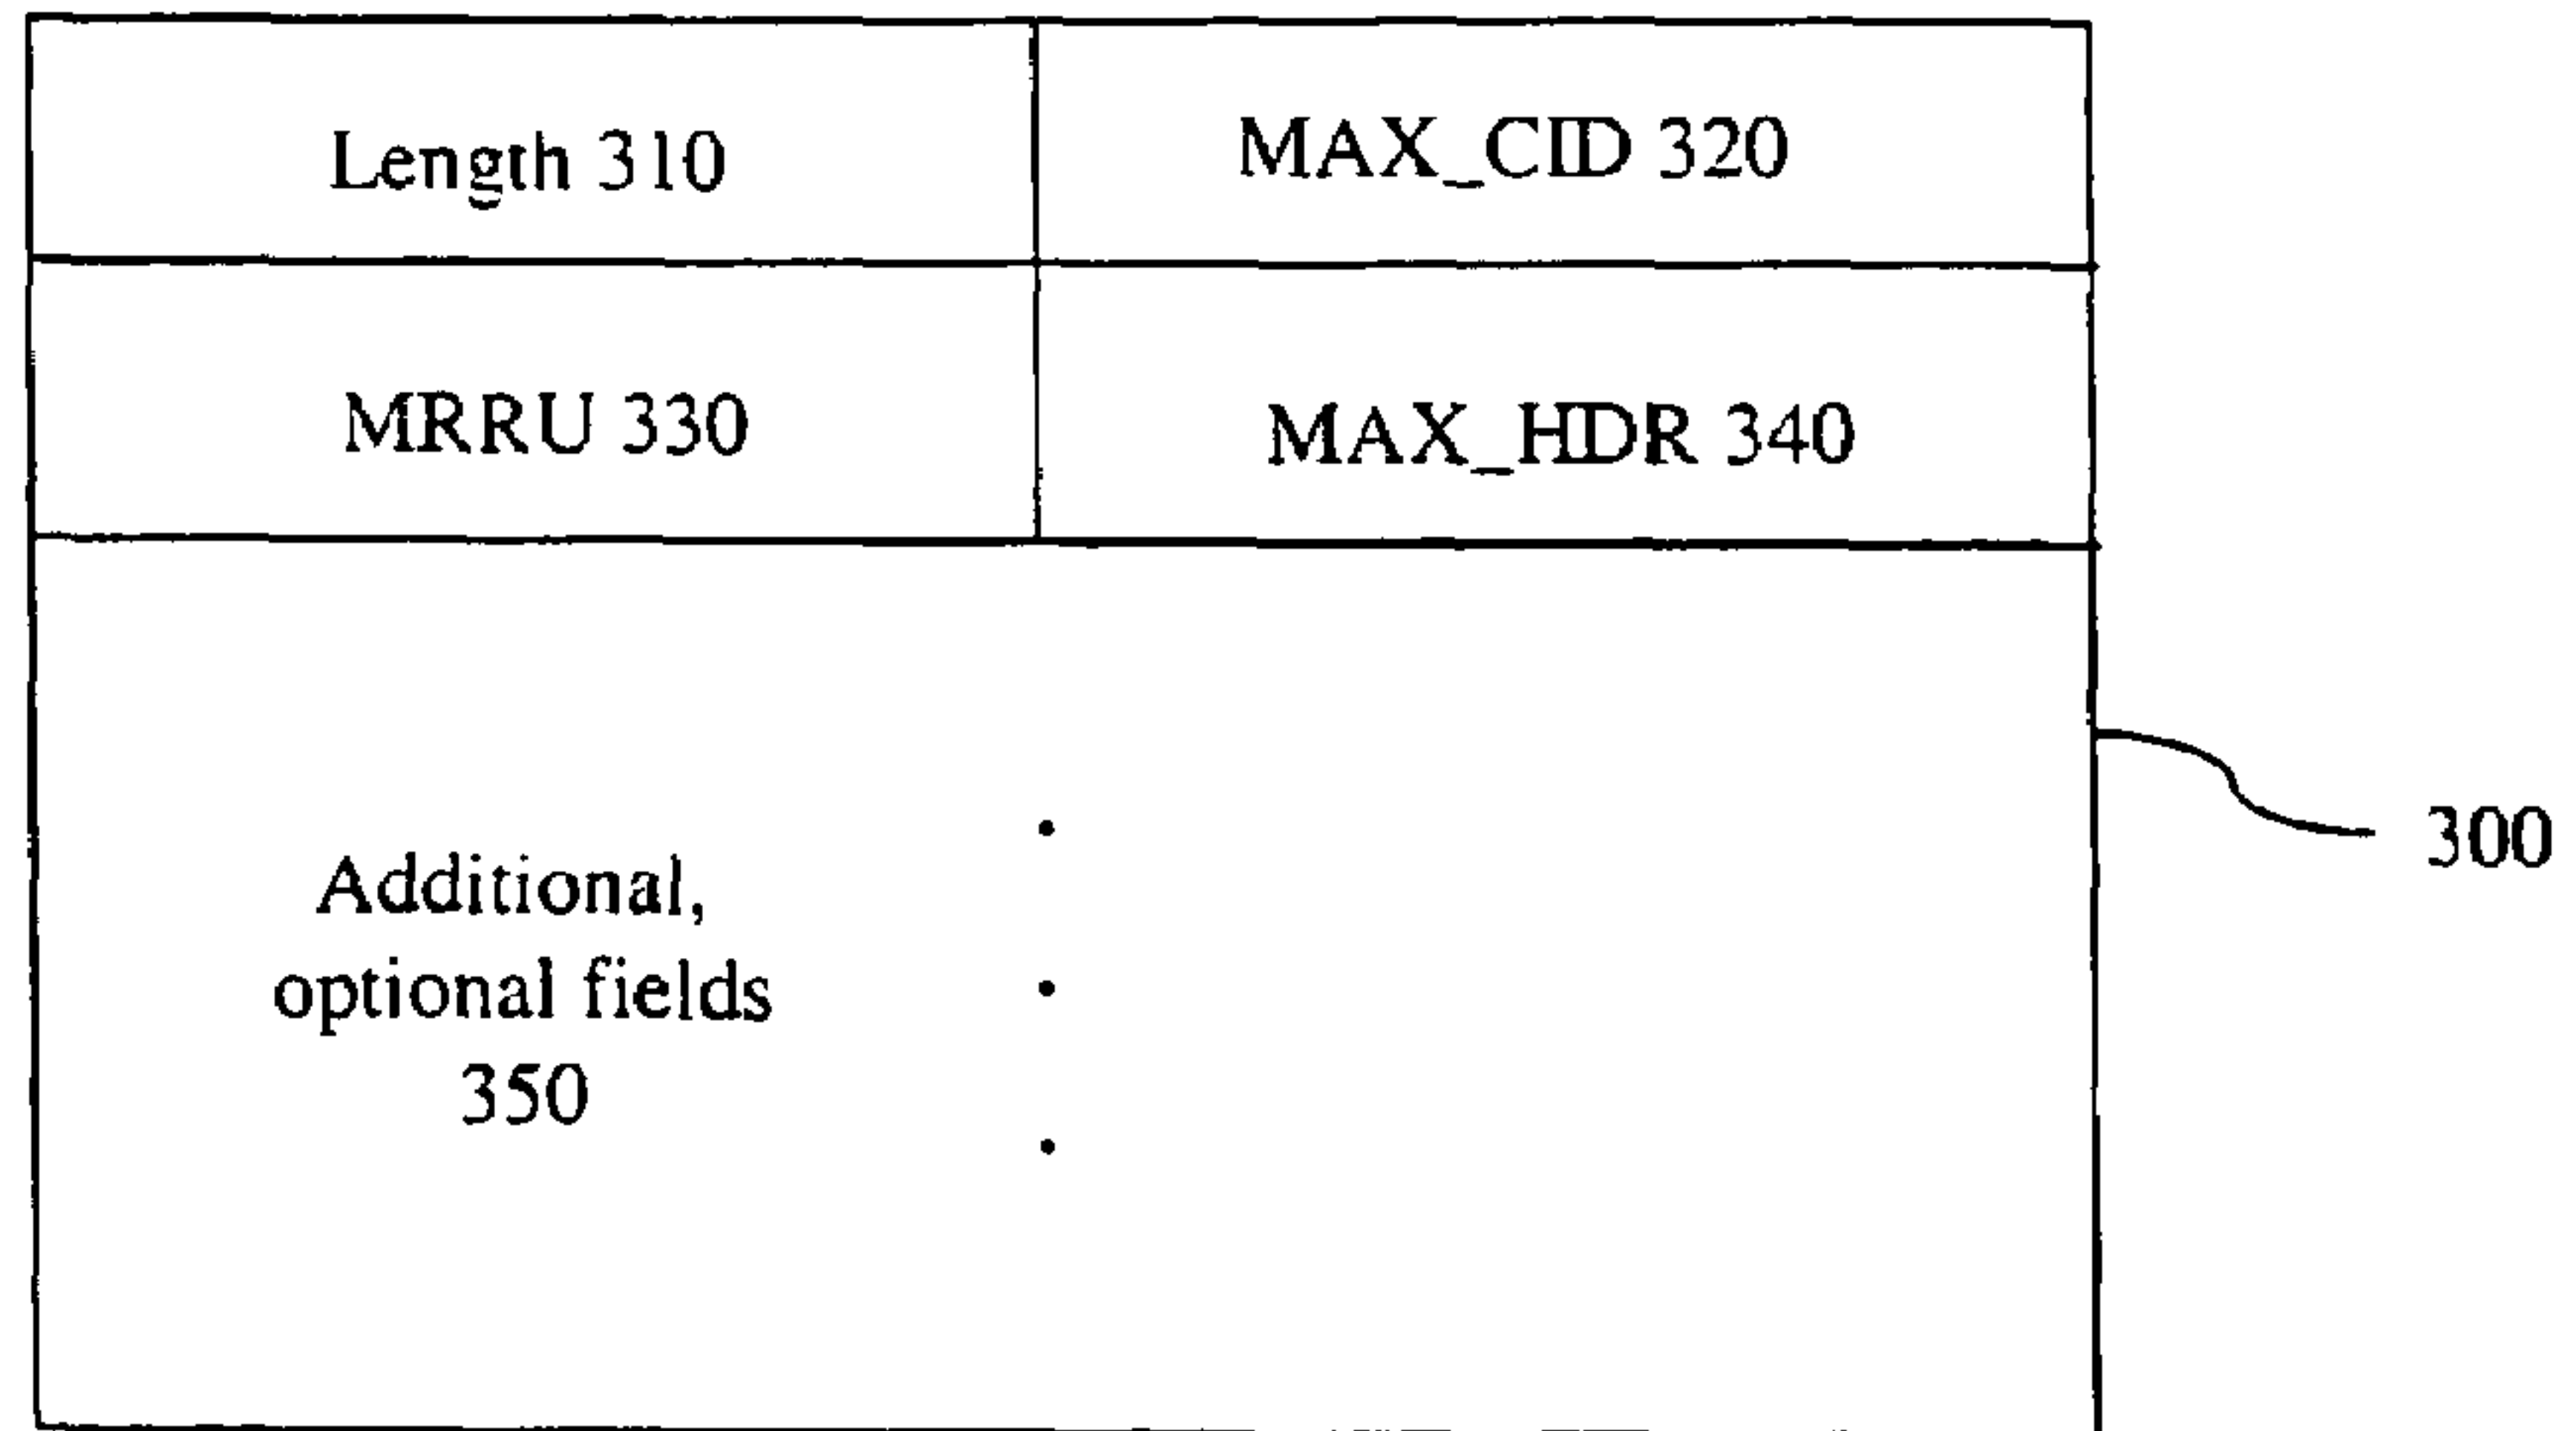 Length 310
MAX_CID 320
MRRU 330
MAX_HDR 340
Additional,
optional fields
350
300